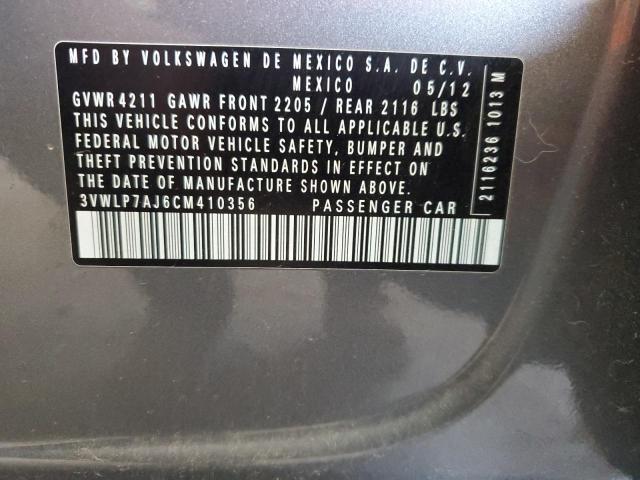 MFD BY VOLKSWAGEN DE MEXICO S.A. DE C.V.
MEXICO 05/12
GVWR 4211 GAWR FRONT 2205 / REAR 2116 LBS
THIS VEHICLE CONFORMS TO ALL APPLICABLE U.S.
FEDERAL MOTOR VEHICLE SAFETY, BUMPER AND
THEFT PREVENTION STANDARDS IN EFFECT ON
THE DATE OF MANUFACTURE SHOWN ABOVE.
3VWLP7AJ6CM410356 PASSENGER CAR
2116236 1013 M